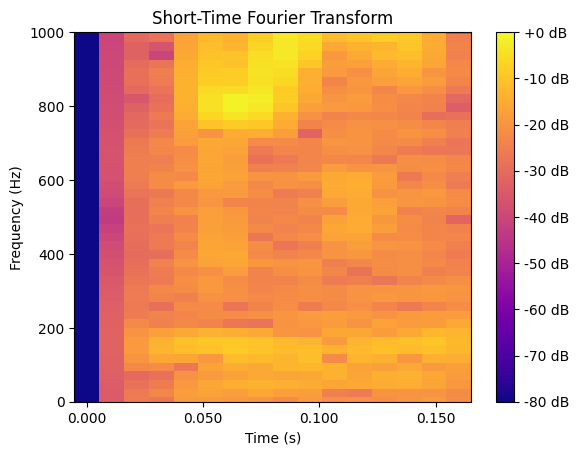 Short-Time Fourier Transform
Frequency (Hz)
1000
800
600
400
200
0
0.000
0.050
0.100
0.150
Time (s)
+0 dB
-10 dB
-20 dB
-30 dB
-40 dB
-50 dB
-60 dB
-70 dB
-80 dB